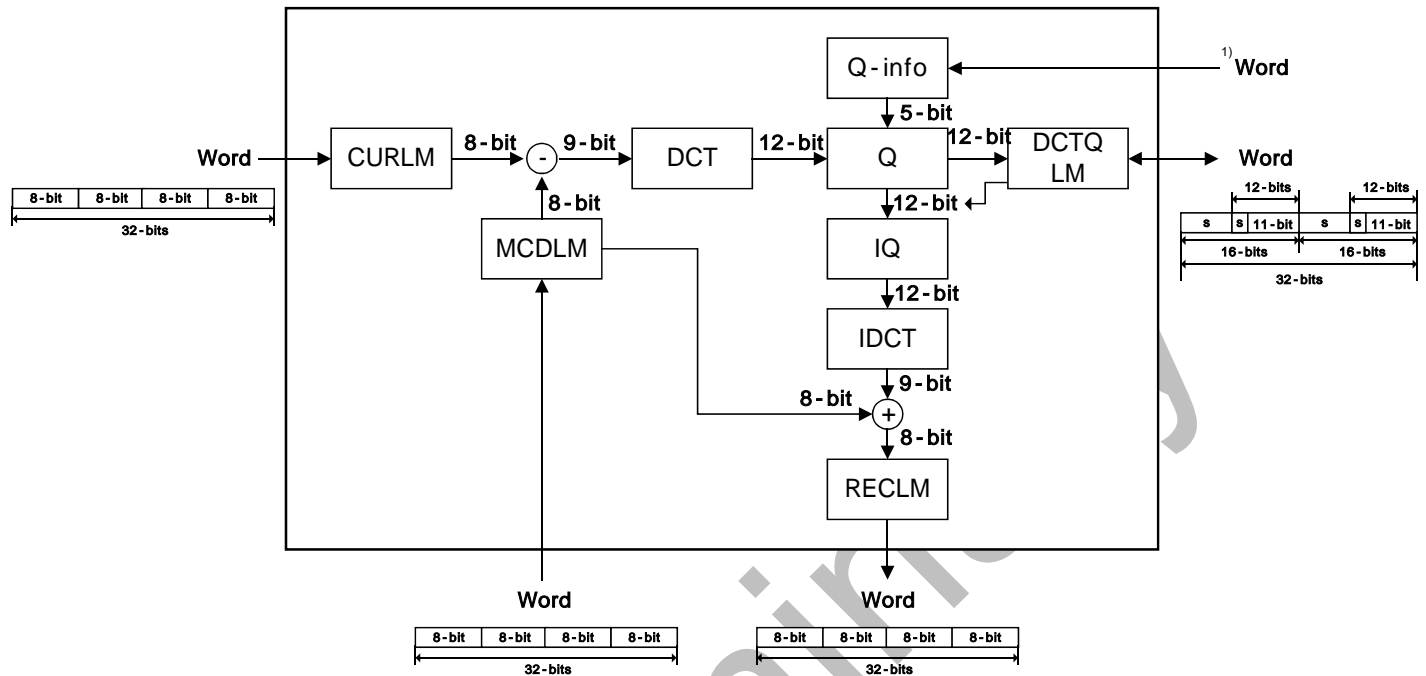 Q-info
1) Word
5-bit
Word
CURLM
8-bit
-
9-bit
DCT
12-bit
Q
12-bit
DCTQ
LM
Word
8-bit 8-bit 8-bit 8-bit
32-bits
8-bit
12-bit
12-bits 12-bits
s s 11-bit s s 11-bit
16-bits 16-bits
32-bits
MCDLM
IQ
12-bit
IDCT
9-bit
8-bit
+
8-bit
RECLM
Word
Word
8-bit 8-bit 8-bit 8-bit
32-bits
8-bit 8-bit 8-bit 8-bit
32-bits